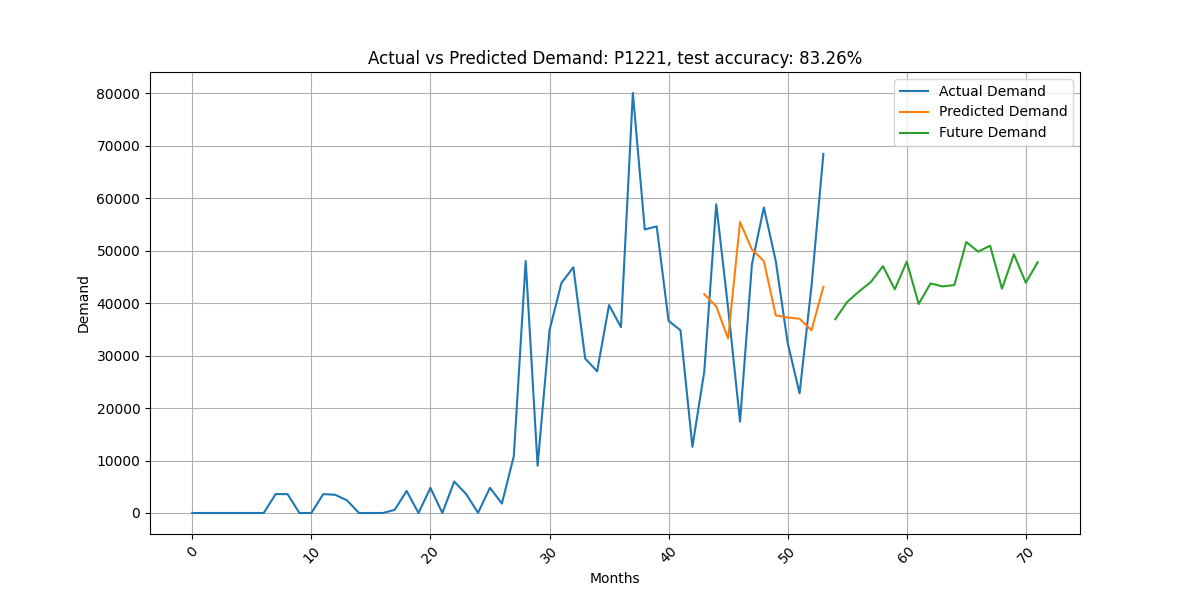 Actual vs Predicted Demand: P1221, test accuracy: 83.26%
Actual Demand
Predicted Demand
Future Demand
80000
70000
60000
50000
40000
30000
20000
10000
0
Demand
0
10
20
30
40
50
60
70
Months